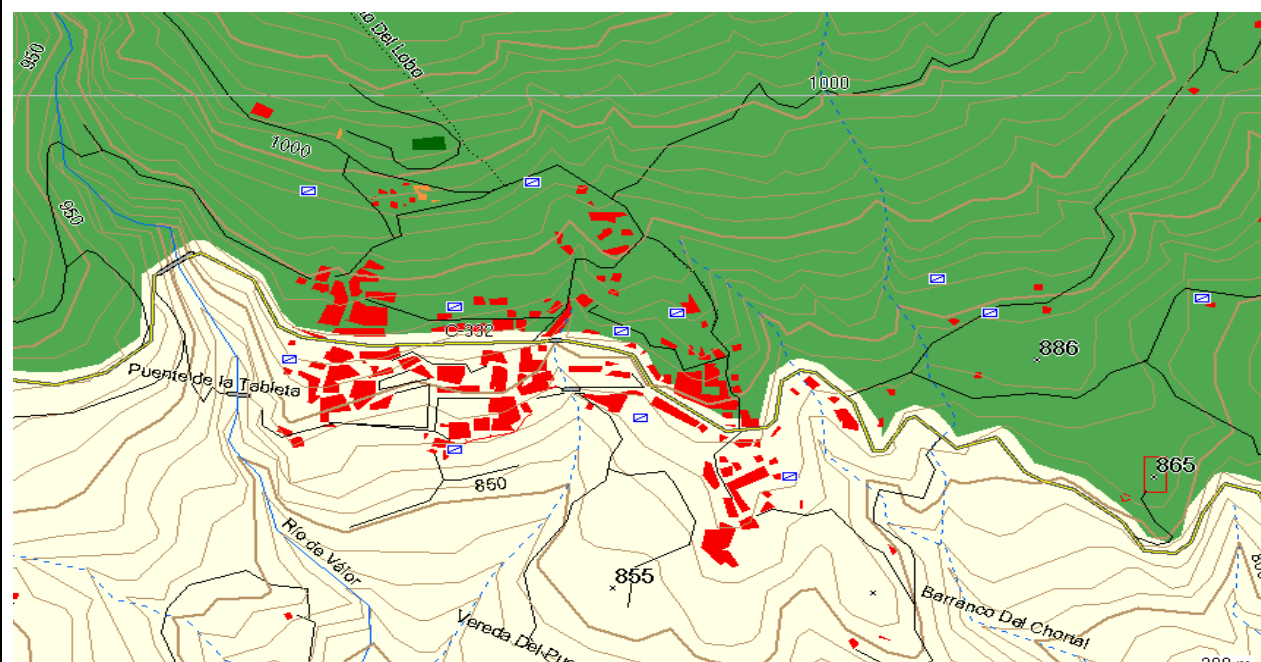 950
Del Lobo
1000
1000
950
C-332
886
Puente de la Tableta
865
850
Río de Válor
855
Barranco Del Chortal
Vereda Del